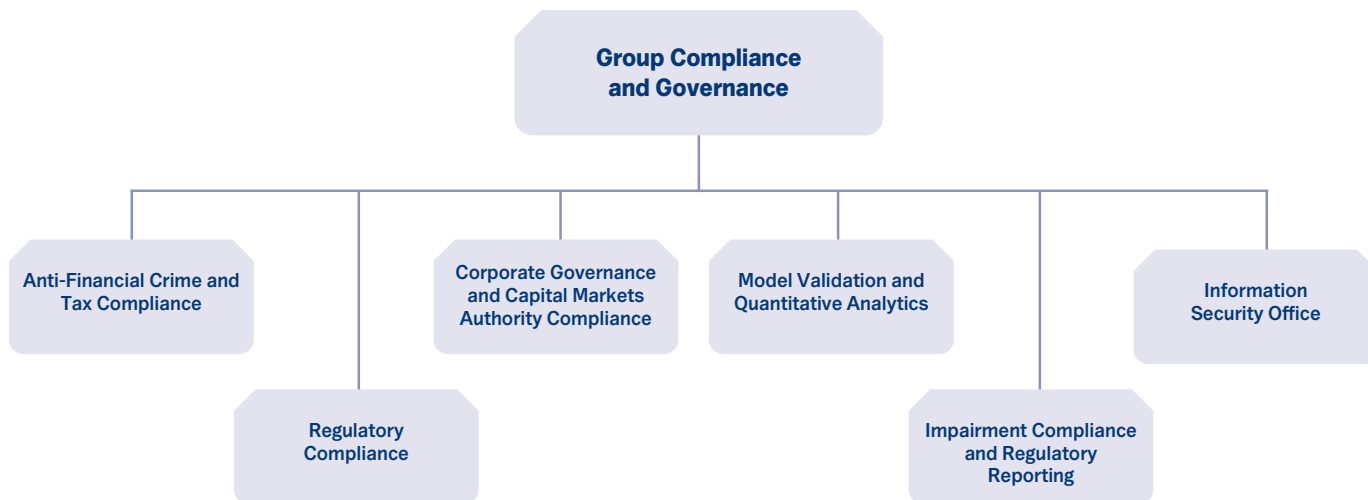 Group Compliance
and Governance
Anti-Financial Crime and
Tax Compliance
Corporate Governance
and Capital Markets
Authority Compliance
Model Validation and
Quantitative Analytics
Information
Security Office
Regulatory
Compliance
Impairment Compliance
and Regulatory
Reporting